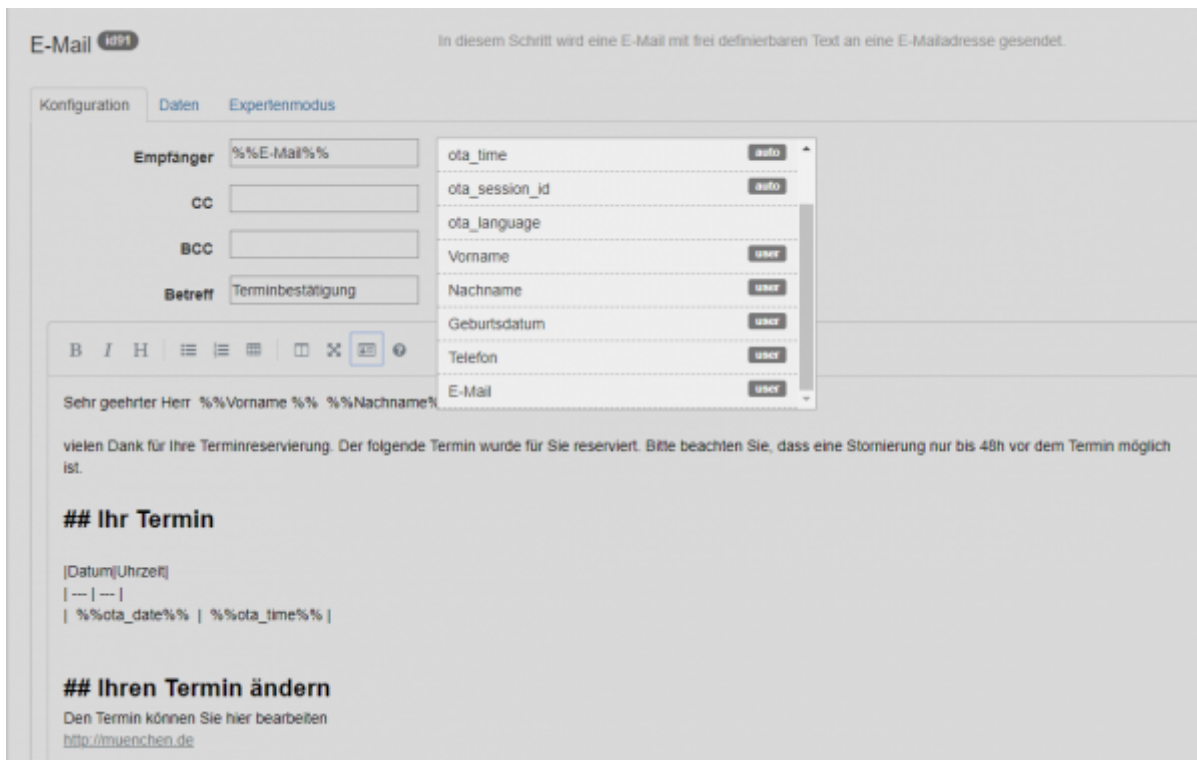 E-Mail id91
In diesem Schritt wird eine E-Mail mit frei definierbaren Text an eine E-Mailadresse gesendet.
Konfiguration Daten Expertenmodus
Empfänger %%E-Mail%%
CC
BCC
Betreff Terminbestätigung
ota_time auto
ota_session_id auto
ota_language
Vorname user
Nachname user
Geburtsdatum user
Telefon user
E-Mail user
B I H
Sehr geehrter Herr %%Vorname %% %%Nachname%
vielen Dank für Ihre Terminreservierung. Der folgende Termin wurde für Sie reserviert. Bitte beachten Sie, dass eine Stornierung nur bis 48h vor dem Termin möglich
ist.
## Ihr Termin
|Datum|Uhrzeit|
| --- | --- |
| %%ota_date%% | %%ota_time%% |
## Ihren Termin ändern
Den Termin können Sie hier bearbeiten
http://muenchen.de